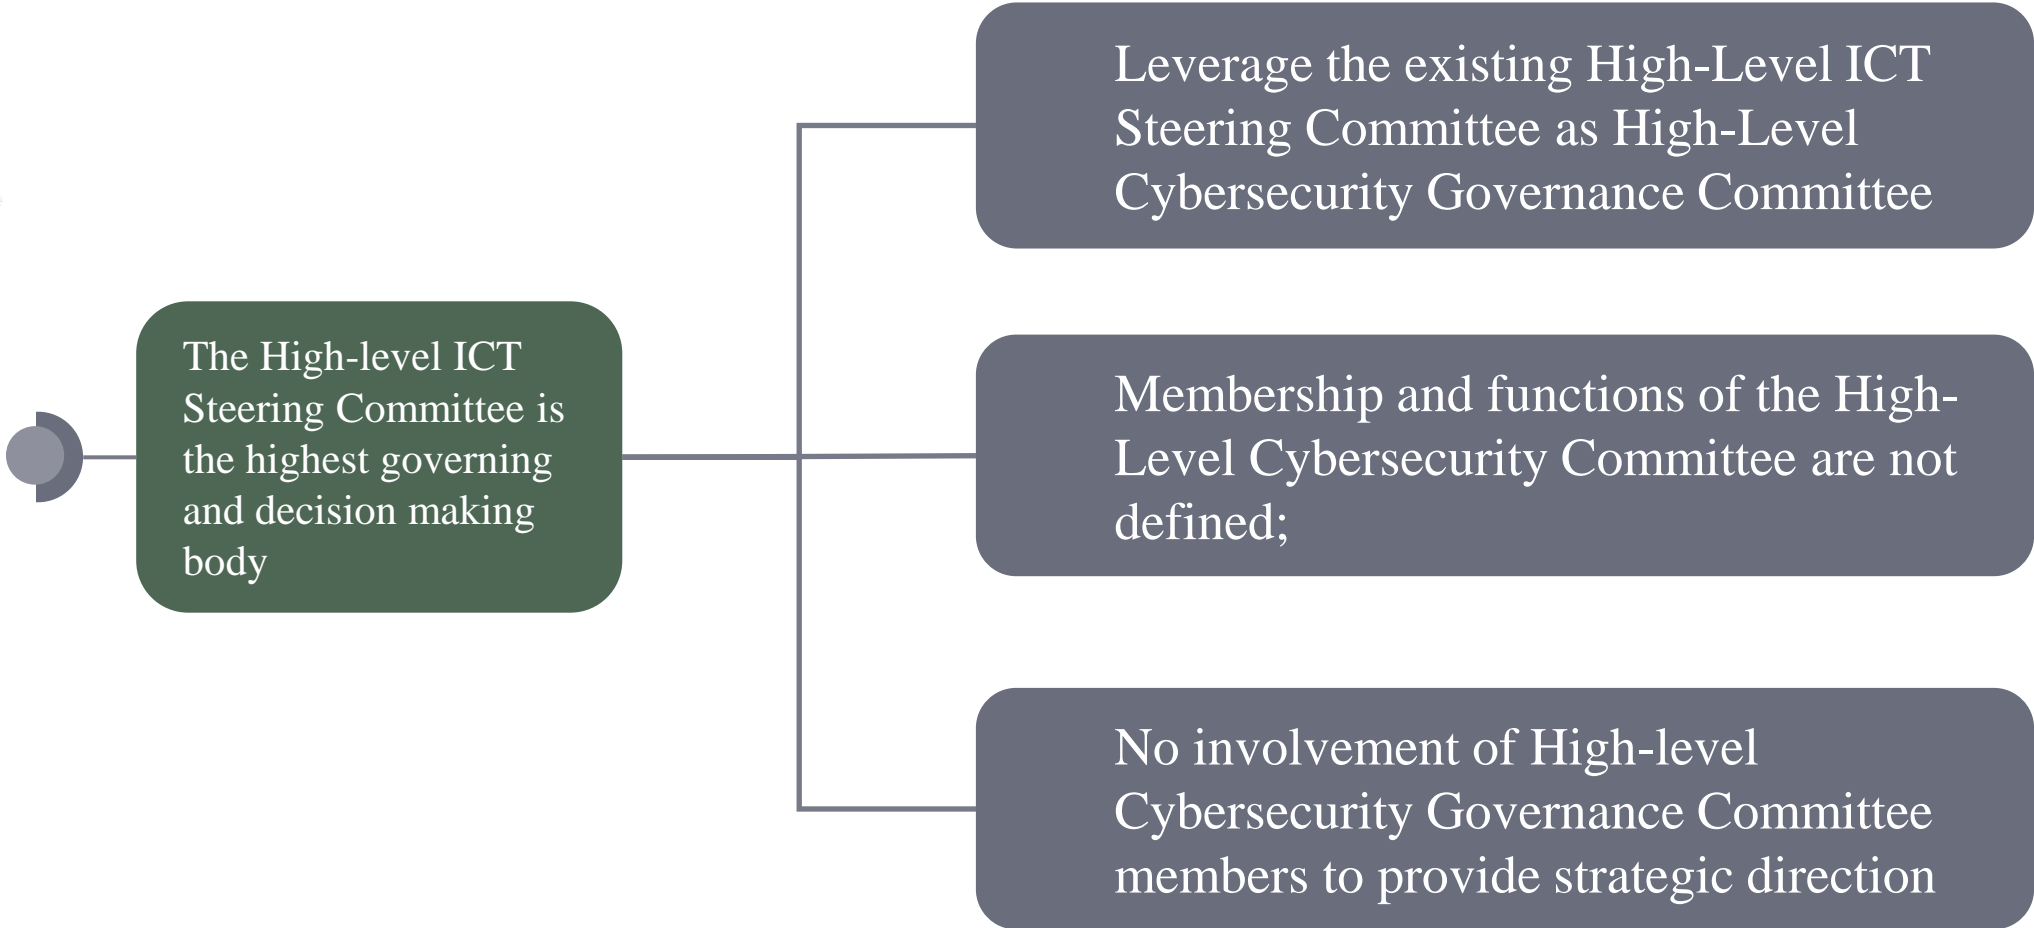 The High-level ICT
Steering Committee is
the highest governing
and decision making
body
Leverage the existing High-Level ICT
Steering Committee as High-Level
Cybersecurity Governance Committee
Membership and functions of the High-
Level Cybersecurity Committee are not
defined;
No involvement of High-level
Cybersecurity Governance Committee
members to provide strategic direction